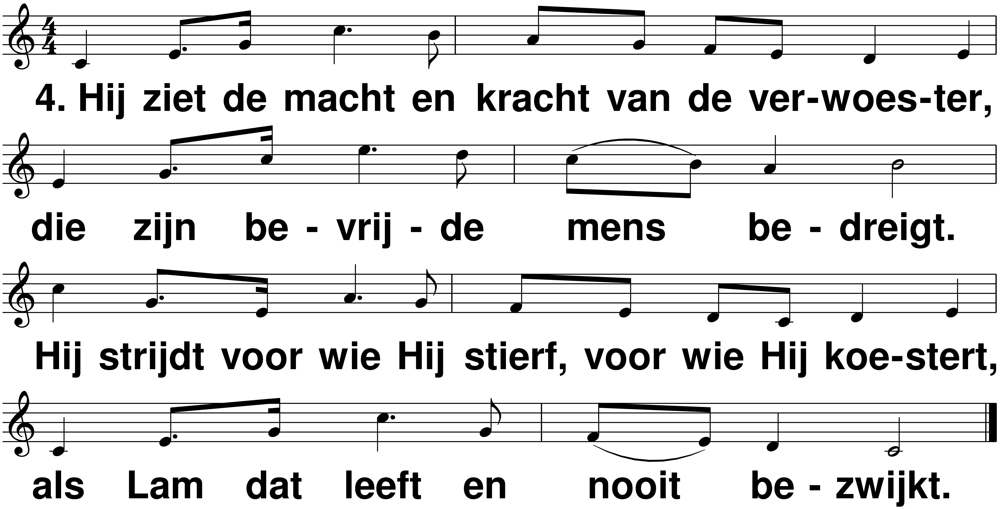 4. Hij ziet de macht en kracht van de ver-woes-ter,
die zijn be - vrij - de mens be - dreigt.
Hij strijdt voor wie Hij stierf, voor wie Hij koe-stert,
als Lam dat leeft en nooit be - zwijkt.